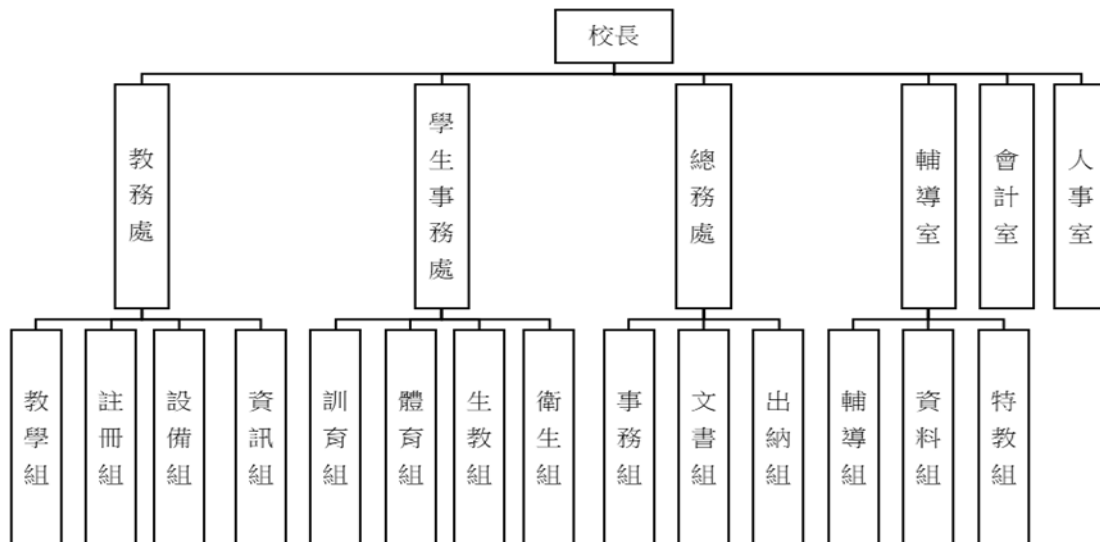 校長
教務處
學生事務處
總務處
輔導室
會計室
人事室
教學組
註冊組
設備組
資訊組
訓育組
體育組
生教組
衛生組
事務組
文書組
出納組
輔導組
資料組
特教組